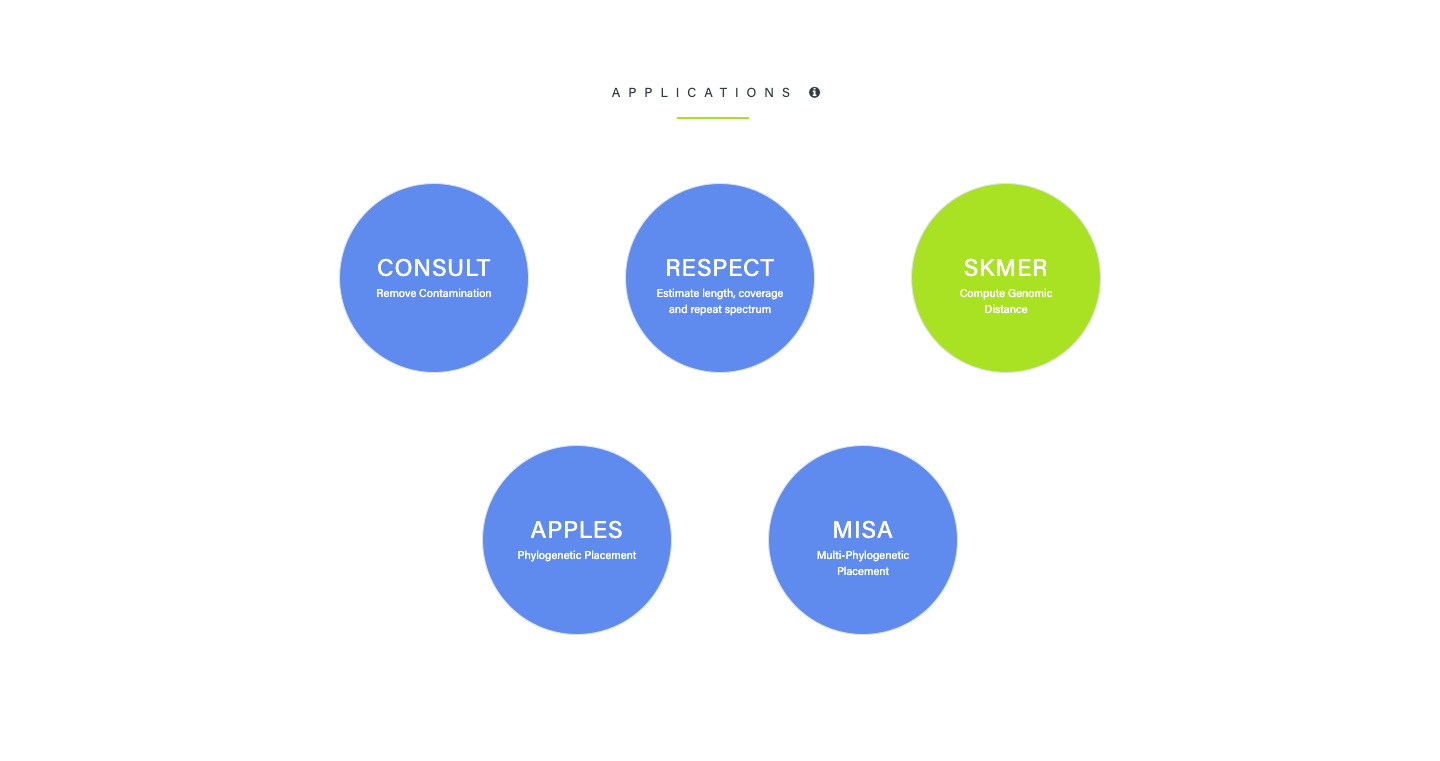 APPLICATIONS
CONSULT
Remove Contamination
RESPECT
Estimate length, coverage
and repeat spectrum
SKMER
Compute Genomic
Distance
APPLES
Phylogenetic Placement
MISA
Multi-Phylogenetic
Placement